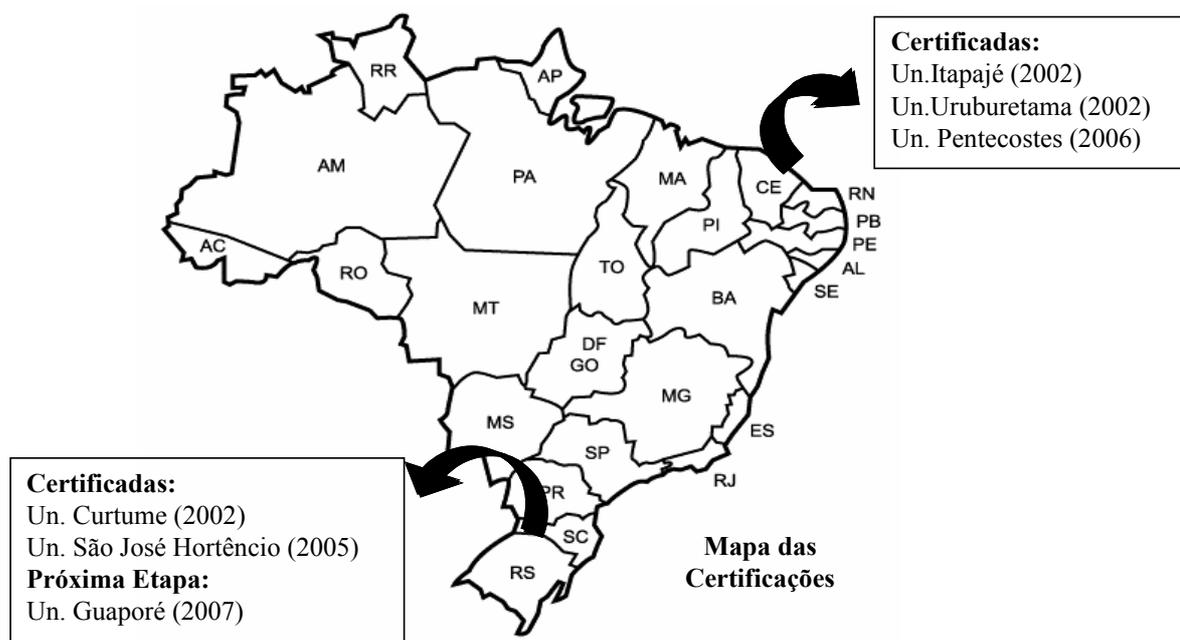 Certificadas:
Un.Itapajé (2002)
Un.Uruburetama (2002)
Un. Pentecostes (2006)
RR
AP
AM
PA
MA
CE
RN
PI
PB
PE
AC
RO
TO
AL
SE
BA
MT
DF
GO
MG
MS
ES
SP
RJ
PR
SC
RS
Certificadas:
Un. Curtume (2002)
Un. São José Hortêncio (2005)
Próxima Etapa:
Un. Guaporé (2007)
Mapa das
Certificações